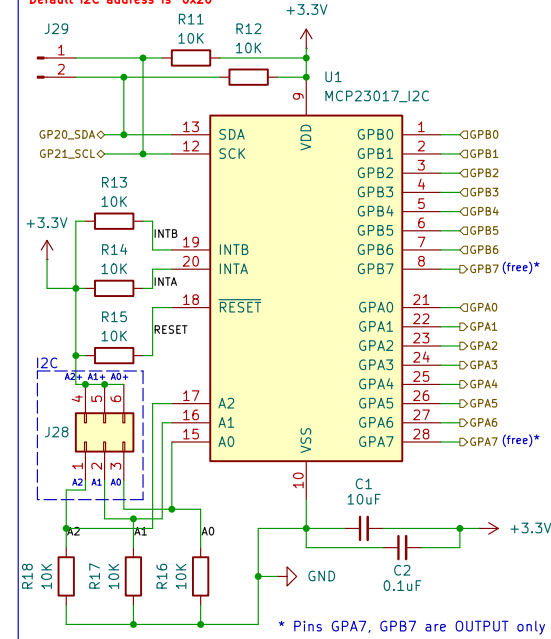 Default I2C address is "0x20"
+3.3V
R11
10K
R12
10K
J29
1
2
U1
MCP23017_I2C
9
VDD
GP20_SDA 13 SDA
GP21_SCL 12 SCK
GPB0 1 GPB0
GPB1 2 GPB1
GPB2 3 GPB2
GPB3 4 GPB3
GPB4 5 GPB4
GPB5 6 GPB5
GPB6 7 GPB6
GPB7 8 GPB7 (free)*
R13
10K
+3.3V
INTB
19 INTB
R14
10K
20 INTA
INTA
18 RESET
R15
10K
RESET
GPA0 21 GPA0
GPA1 22 GPA1
GPA2 23 GPA2
GPA3 24 GPA3
GPA4 25 GPA4
GPA5 26 GPA5
GPA6 27 GPA6
GPA7 28 GPA7 (free)*
I2C
A2+ A1+ A0+
4 5 6
J28
1 2 3
A2 A1 A0
17 A2
16 A1
15 A0
VSS
10
A2 A1 A0
R18
10K
R17
10K
R16
10K
C1
10uF
+3.3V
C2
0.1uF
GND
* Pins GPA7, GPB7 are OUTPUT only